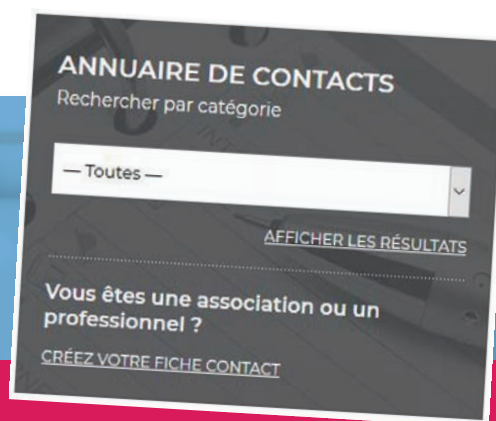 ANNUAIRE DE CONTACTS
Rechercher par catégorie
— Toutes —
AFFICHER LES RÉSULTATS
Vous êtes une association ou un
professionnel ?
CRÉEZ VOTRE FICHE CONTACT